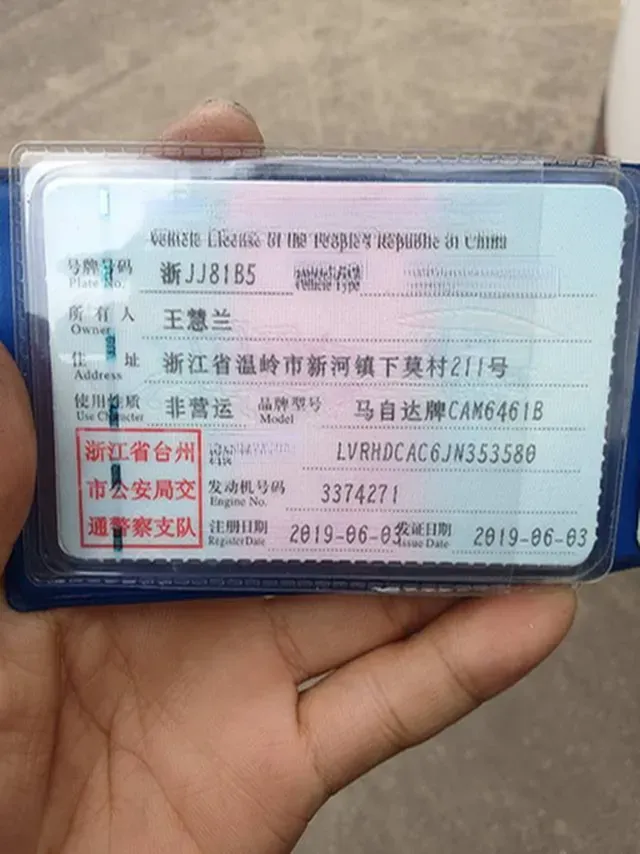 Vehicle License of the People's Republic of China
号牌号码 浙JJ81B5
Plate No. Vehicle Type
所有人 王慧兰
Owner
住址 浙江省温岭市新河镇下莫村211号
Address
使用性质 非营运 品牌型号 马自达牌CAM6461B
Use Character Model
浙江省台州
市公安局交
通警察支队
LVRHDCAC6JN353580
发动机号码 3374271
Engine No.
注册日期 2019-06-03 发证日期 2019-06-03
Register Date Issue Date